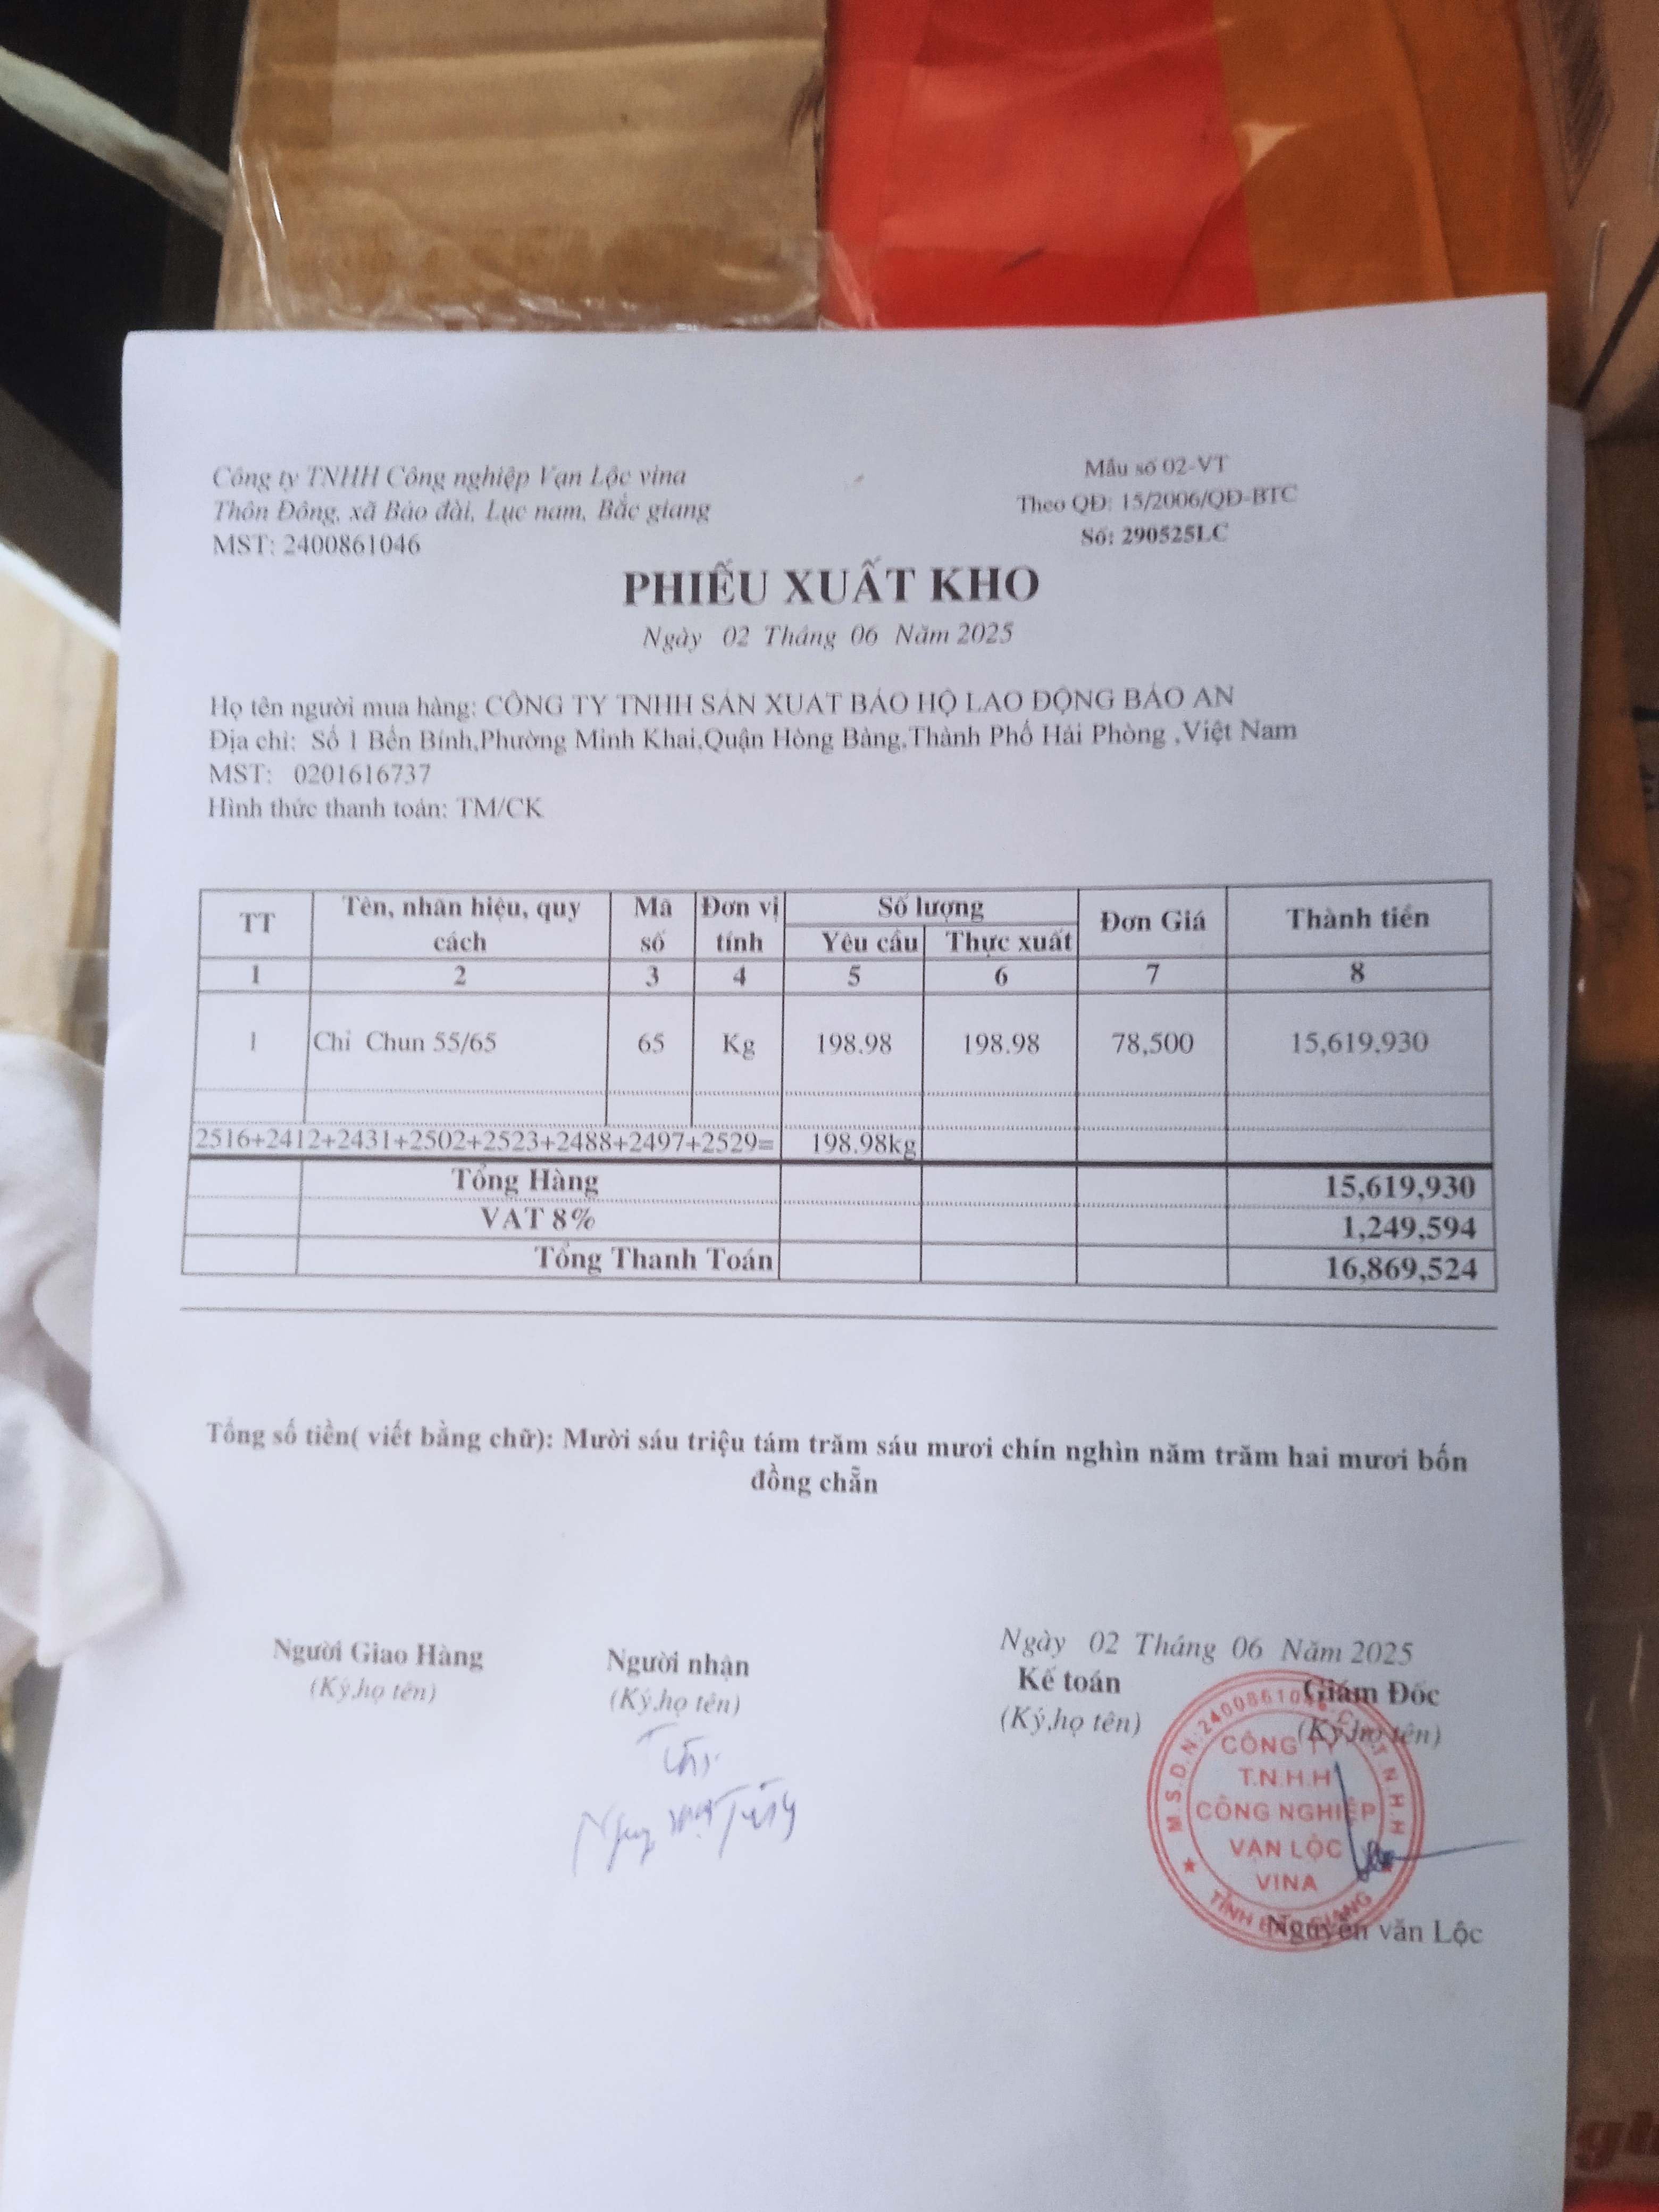 Công ty TNHH Công nghiệp Vạn Lộc vina
Thôn Đông, xã Bảo đài, Lục nam, Bắc giang
MST: 2400861046
Mẫu số 02-VT
Theo QĐ: 15/2006/QĐ-BTC
Số: 290525LC
PHIẾU XUẤT KHO
Ngày 02 Tháng 06 Năm 2025
Họ tên người mua hàng: CÔNG TY TNHH SẢN XUẤT BẢO HỘ LAO ĐỘNG BẢO AN
Địa chỉ: Số 1 Bến Bính,Phường Minh Khai,Quận Hồng Bàng,Thành Phố Hải Phòng ,Việt Nam
MST: 0201616737
Hình thức thanh toán: TM/CK
TT Tên, nhãn hiệu, quy cách Mã số Đơn vị tính Số lượng Đơn Giá Thành tiền
Yêu cầu Thực xuất
1 2 3 4 5 6 7 8
1 Chỉ Chun 55/65 65 Kg 198.98 198.98 78,500 15,619,930
2516+2412+2431+2502+2523+2488+2497+2529= 198.98kg
Tổng Hàng 15,619,930
VAT 8% 1,249,594
Tổng Thanh Toán 16,869,524
Tổng số tiền( viết bằng chữ): Mười sáu triệu tám trăm sáu mươi chín nghìn năm trăm hai mươi bốn
đồng chẵn
Ngày 02 Tháng 06 Năm 2025
Người Giao Hàng Người nhận Kế toán Giám Đốc
(Ký,họ tên) (Ký,họ tên) (Ký,họ tên) (Ký,họ tên)
CÔNG TY
T.N.H.H
CÔNG NGHIỆP
VẠN LỘC
VINA
Nguyễn văn Lộc